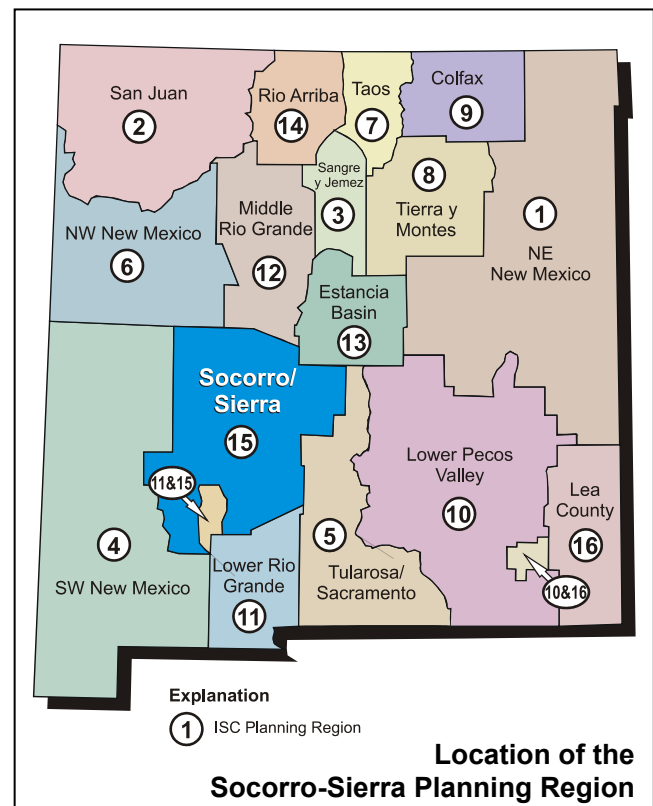 San Juan
2
Rio Arriba
14
Taos
7
Colfax
9
Sangre
y Jemez
3
8
Tierra y
Montes
1
NE
New Mexico
NW New Mexico
6
Middle
Rio Grande
12
Estancia
Basin
13
Socorro/
Sierra
15
11&15
4
SW New Mexico
Lower Rio
Grande
11
5
Tularosa/
Sacramento
Lower Pecos
Valley
10
Lea
County
16
10&16
Explanation
1 ISC Planning Region
Location of the
Socorro-Sierra Planning Region